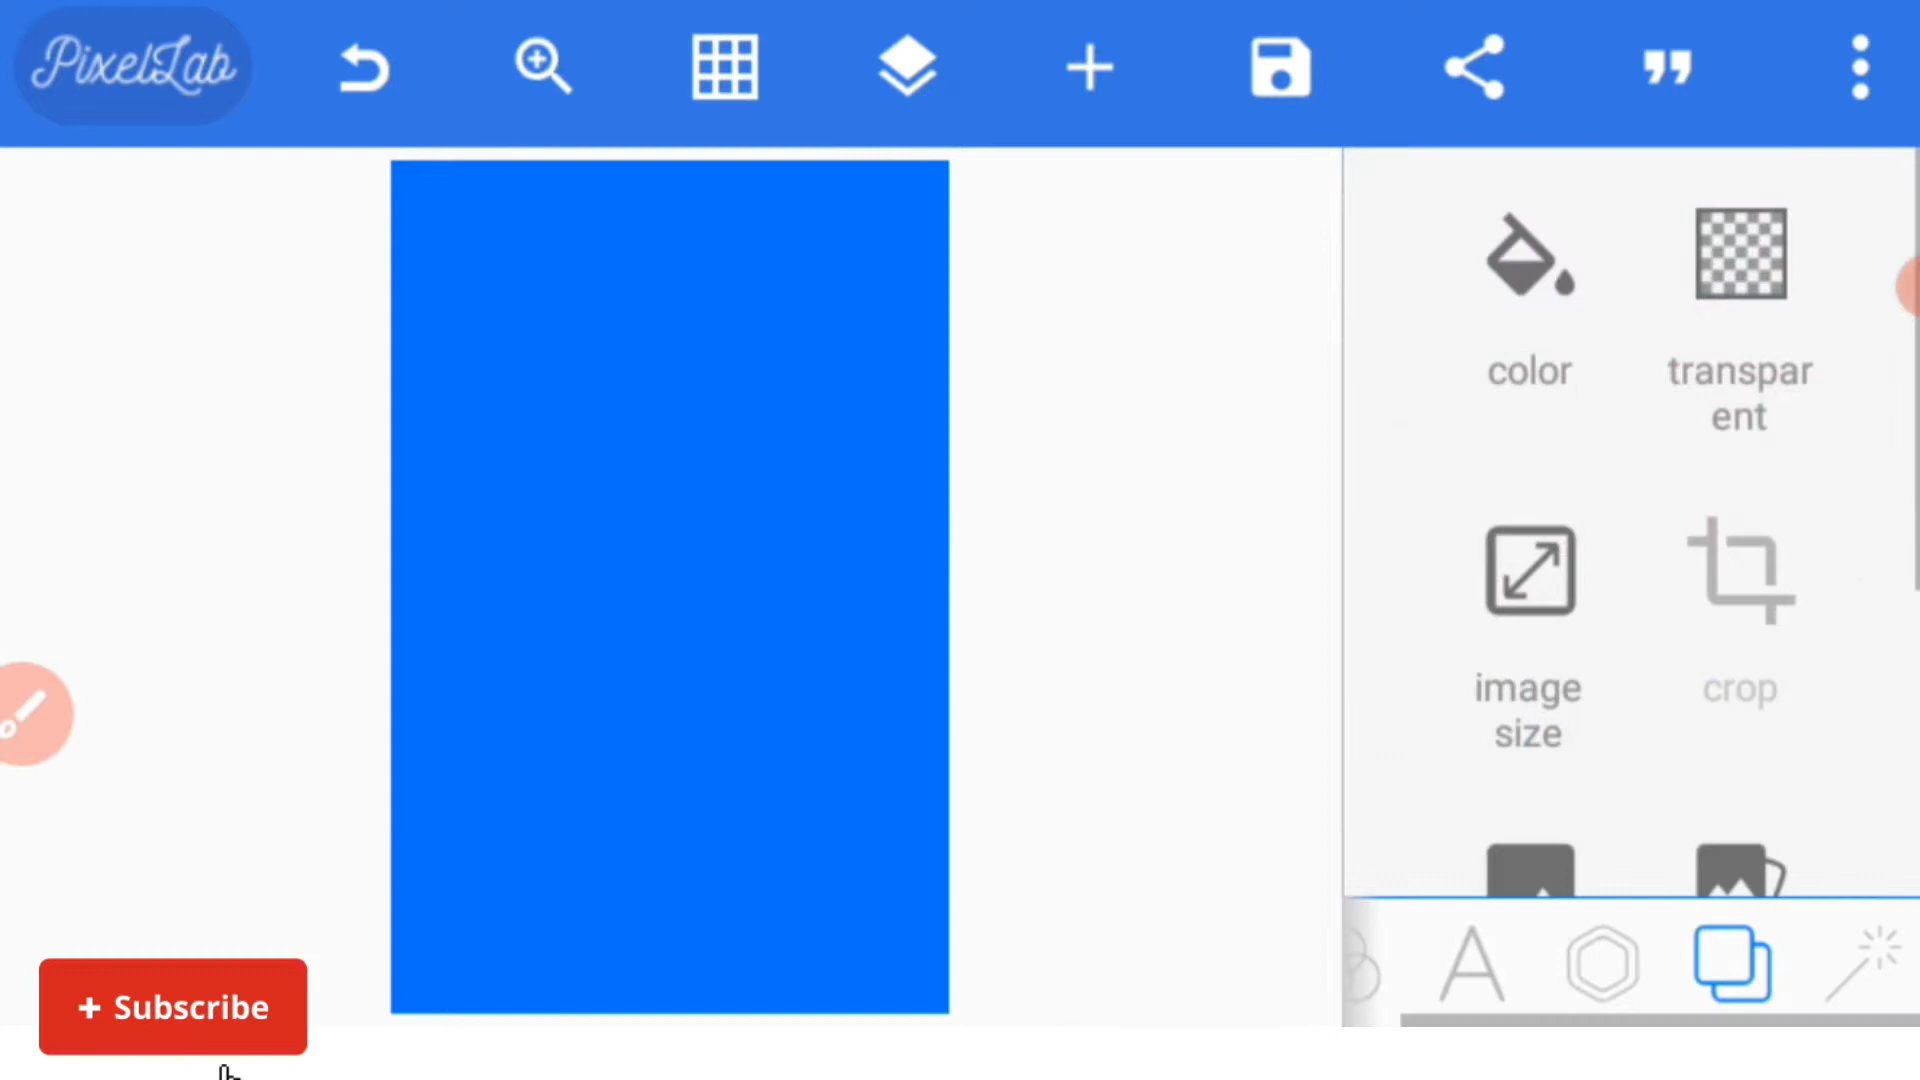 PixelLab
color
transpar
ent
image
size
crop
+ Subscribe